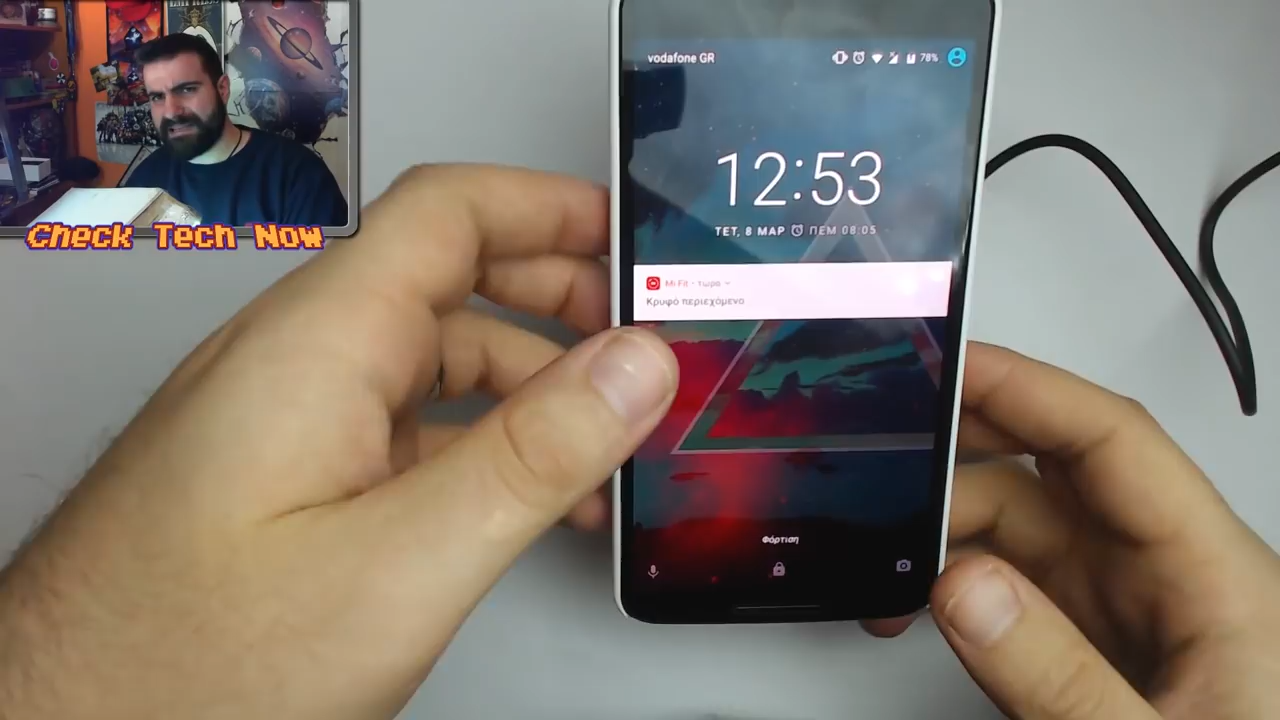 vodafone GR
78%
12:53
ΤΕΤ, 8 ΜΑΡ ΠΕΜ 08:05
Mi Fit · τώρα
Κρυφό περιεχόμενο
Φόρτιση
Check Tech Now